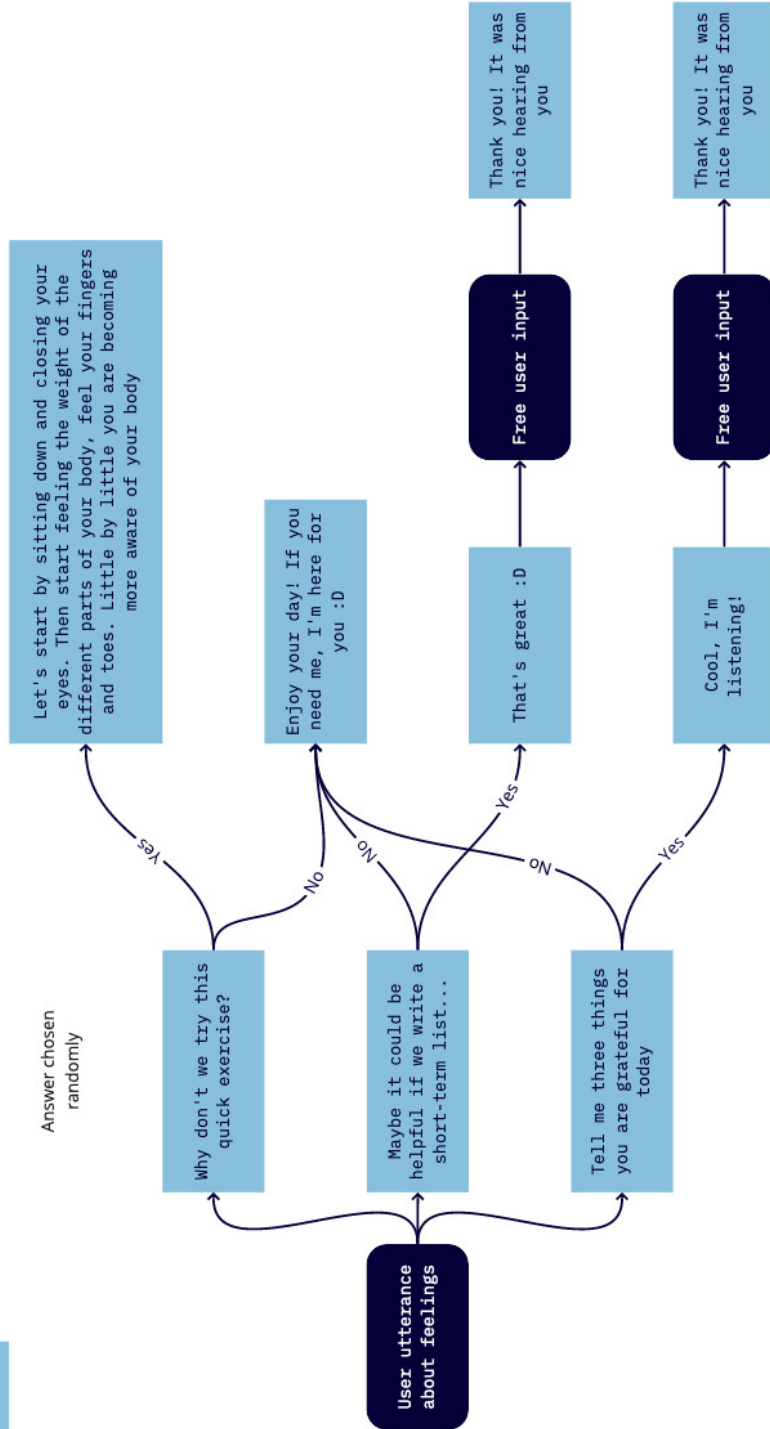 Answer chosen
randomly
User utterance
about feelings
Why don't we try this
quick exercise?
Maybe it could be
helpful if we write a
short-term list...
Tell me three things
you are grateful for
today
Yes
No
No
Yes
No
Yes
Let's start by sitting down and closing your
eyes. Then start feeling the weight of the
different parts of your body, feel your fingers
and toes. Little by little you are becoming
more aware of your body
Enjoy your day! If you
need me, I'm here for
you :D
That's great :D
Free user input
Thank you! It was
nice hearing from
you
Cool, I'm
listening!
Free user input
Thank you! It was
nice hearing from
you